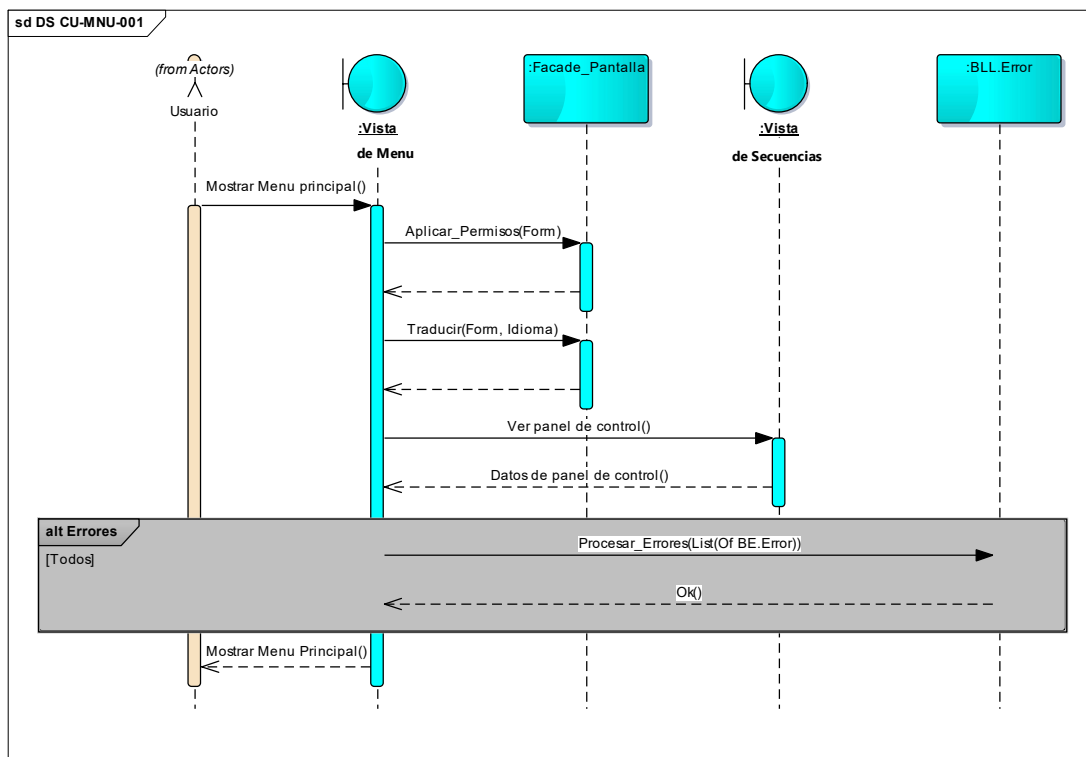 sd DS CU-MNU-001
(from Actors)
Usuario
:Vista
de Menu
:Facade_Pantalla
:Vista
de Secuencias
:BLL.Error
Mostrar Menu principal()
Aplicar_Permisos(Form)
Traducir(Form, Idioma)
Ver panel de control()
Datos de panel de control()
alt Errores
[Todos]
Procesar_Errores(List(Of BE.Error))
Ok()
Mostrar Menu Principal()